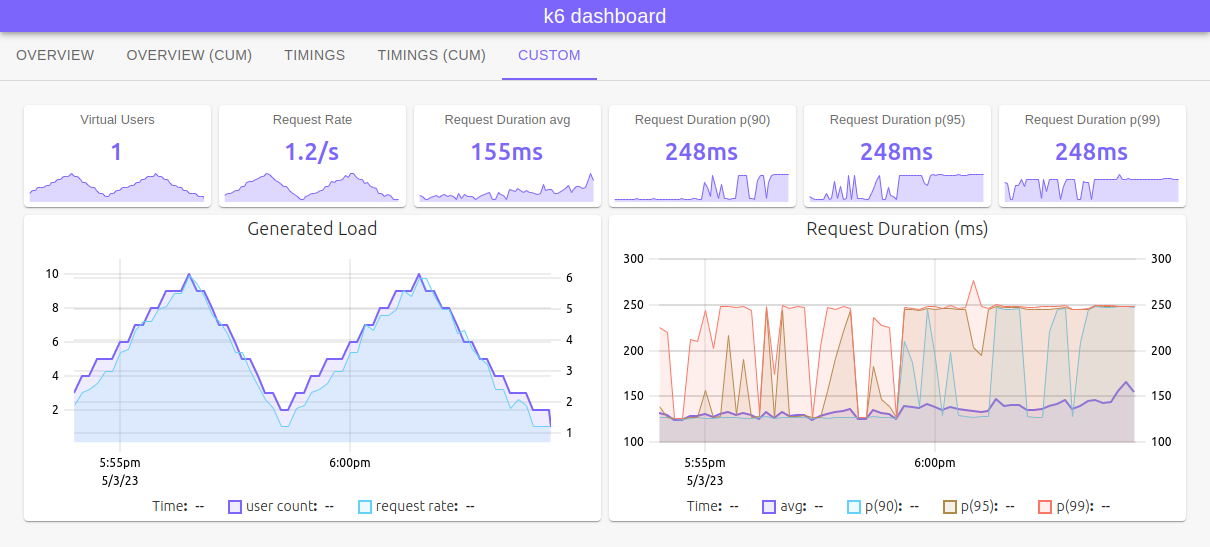 k6 dashboard
OVERVIEW OVERVIEW (CUM) TIMINGS TIMINGS (CUM) CUSTOM
Virtual Users
1
Request Rate
1.2/s
Request Duration avg
155ms
Request Duration p(90)
248ms
Request Duration p(95)
248ms
Request Duration p(99)
248ms
Generated Load
10
8
6
4
2
6
5
4
3
2
1
5:55pm 6:00pm
5/3/23
Time: -- user count: -- request rate: --
Request Duration (ms)
300
250
200
150
100
300
250
200
150
100
5:55pm 6:00pm
5/3/23
Time: -- avg: -- p(90): -- p(95): -- p(99): --